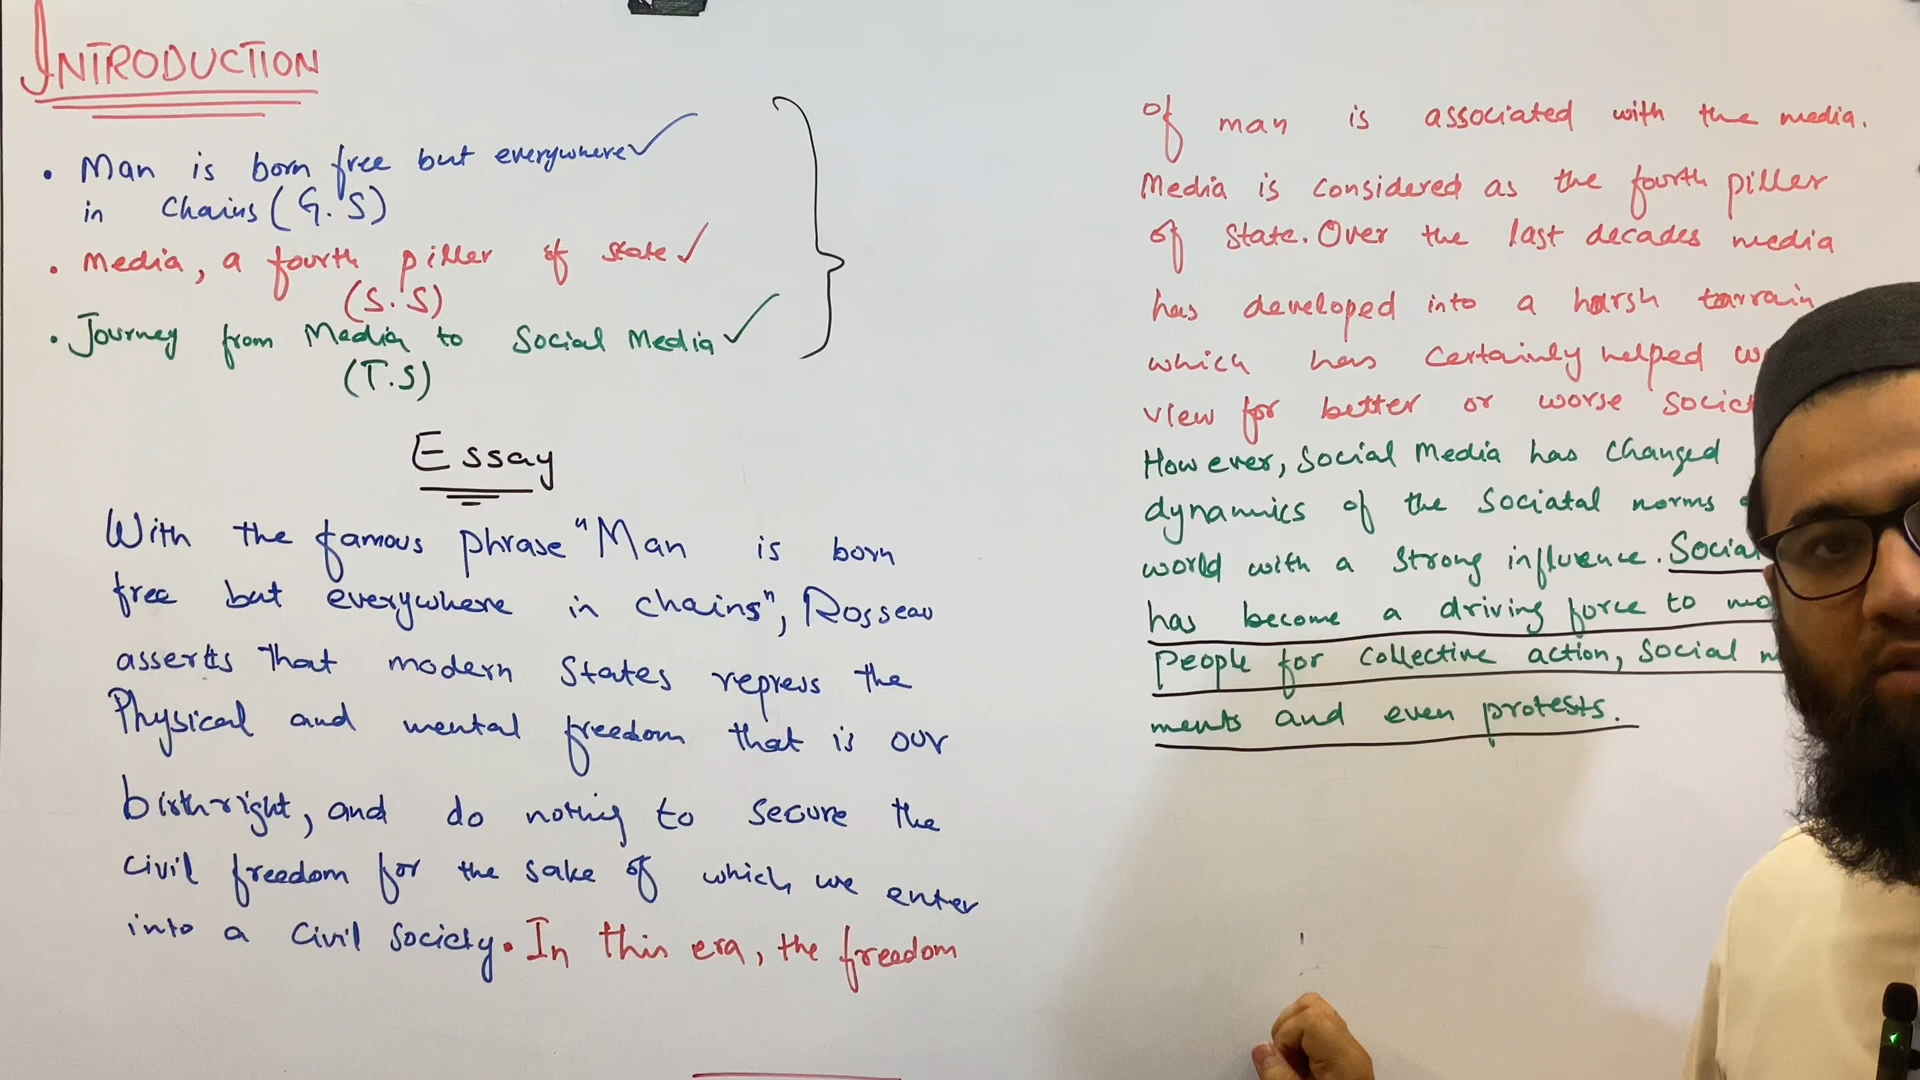 INTRODUCTION
• Man is born free but everywhere
in Chains (G.S)
• Media, a fourth piller of state
(S.S)
• Journey from Media to Social Media
(T.S)
Essay
With the famous phrase "Man is born
free but everywhere in chains", Rosseau
asserts that modern States repress the
Physical and mental freedom that is our
birthright, and do nothing to secure the
civil freedom for the sake of which we enter
into a civil society. In this era, the freedom
of man is associated with the media.
Media is considered as the fourth piller
of state. Over the last decades media
has developed into a harsh tarrain
which has certainly helped
view for better or worse
However, Social Media has changed
dynamics of the Sociatal norms
world with a strong influence. Social
has become a driving force to
People for collective action, social
ments and even protests.